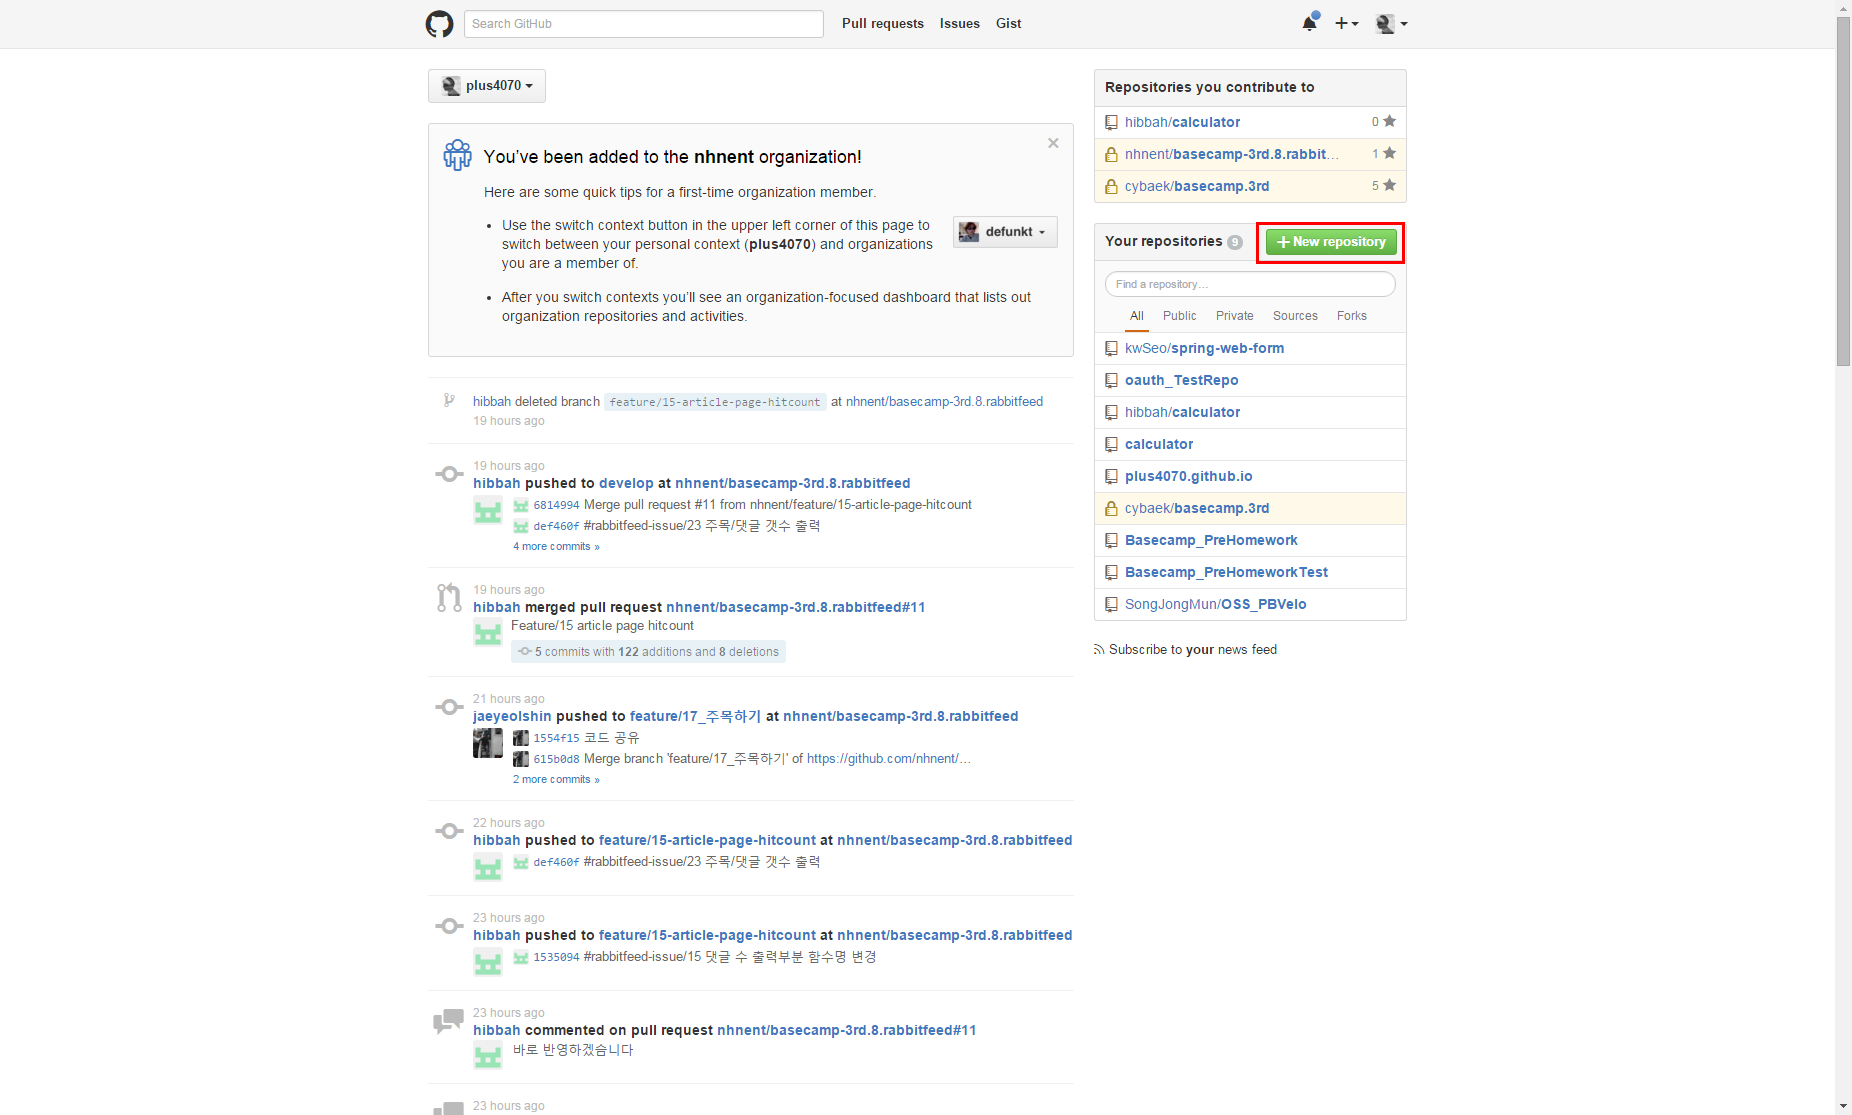 Search GitHub
Pull requests
Issues
Gist
plus4070
You've been added to the nhnent organization!
Here are some quick tips for a first-time organization member.
Use the switch context button in the upper left corner of this page to
switch between your personal context (plus4070) and organizations
you are a member of.
defunkt
After you switch contexts you'll see an organization-focused dashboard that lists out
organization repositories and activities.
hibbah deleted branch feature/15-article-page-hitcount at nhnent/basecamp-3rd.8.rabbitfeed
19 hours ago
19 hours ago
hibbah pushed to develop at nhnent/basecamp-3rd.8.rabbitfeed
6814994 Merge pull request #11 from nhnent/feature/15-article-page-hitcount
def460f #rabbitfeed-issue/23 주목/댓글 갯수 출력
4 more commits »
19 hours ago
hibbah merged pull request nhnent/basecamp-3rd.8.rabbitfeed#11
Feature/15 article page hitcount
5 commits with 122 additions and 8 deletions
21 hours ago
jaeyeolshin pushed to feature/17_주목하기 at nhnent/basecamp-3rd.8.rabbitfeed
1554f15 코드 공유
615b0d8 Merge branch 'feature/17_주목하기' of https://github.com/nhnent/…
2 more commits »
22 hours ago
hibbah pushed to feature/15-article-page-hitcount at nhnent/basecamp-3rd.8.rabbitfeed
def460f #rabbitfeed-issue/23 주목/댓글 갯수 출력
23 hours ago
hibbah pushed to feature/15-article-page-hitcount at nhnent/basecamp-3rd.8.rabbitfeed
1535094 #rabbitfeed-issue/15 댓글 수 출력부분 함수명 변경
23 hours ago
hibbah commented on pull request nhnent/basecamp-3rd.8.rabbitfeed#11
바로 반영하겠습니다
23 hours ago
Repositories you contribute to
hibbah/calculator 0
nhnent/basecamp-3rd.8.rabbit… 1
cybaek/basecamp.3rd 5
Your repositories 9
New repository
Find a repository…
All Public Private Sources Forks
kwSeo/spring-web-form
oauth_TestRepo
hibbah/calculator
calculator
plus4070.github.io
cybaek/basecamp.3rd
Basecamp_PreHomework
Basecamp_PreHomeworkTest
SongJongMun/OSS_PBVelo
Subscribe to your news feed